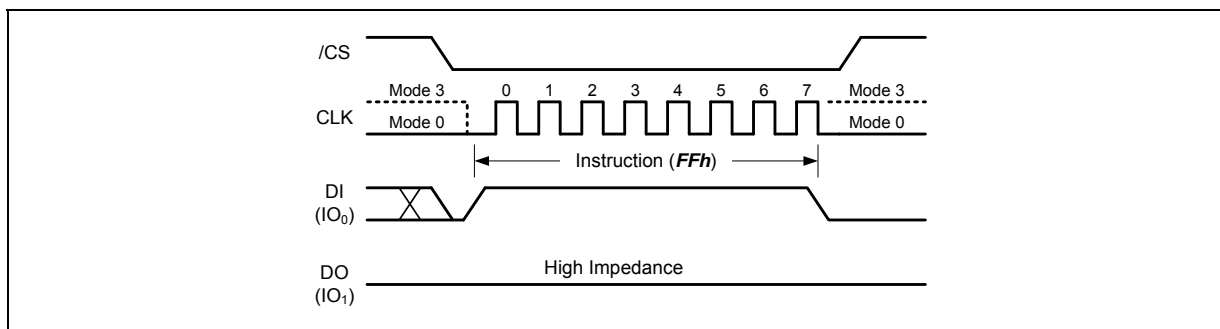 /CS
Mode 3 0 1 2 3 4 5 6 7 Mode 3
CLK Mode 0 Mode 0
Instruction (FFh)
DI
(IO₀)
DO High Impedance
(IO₁)